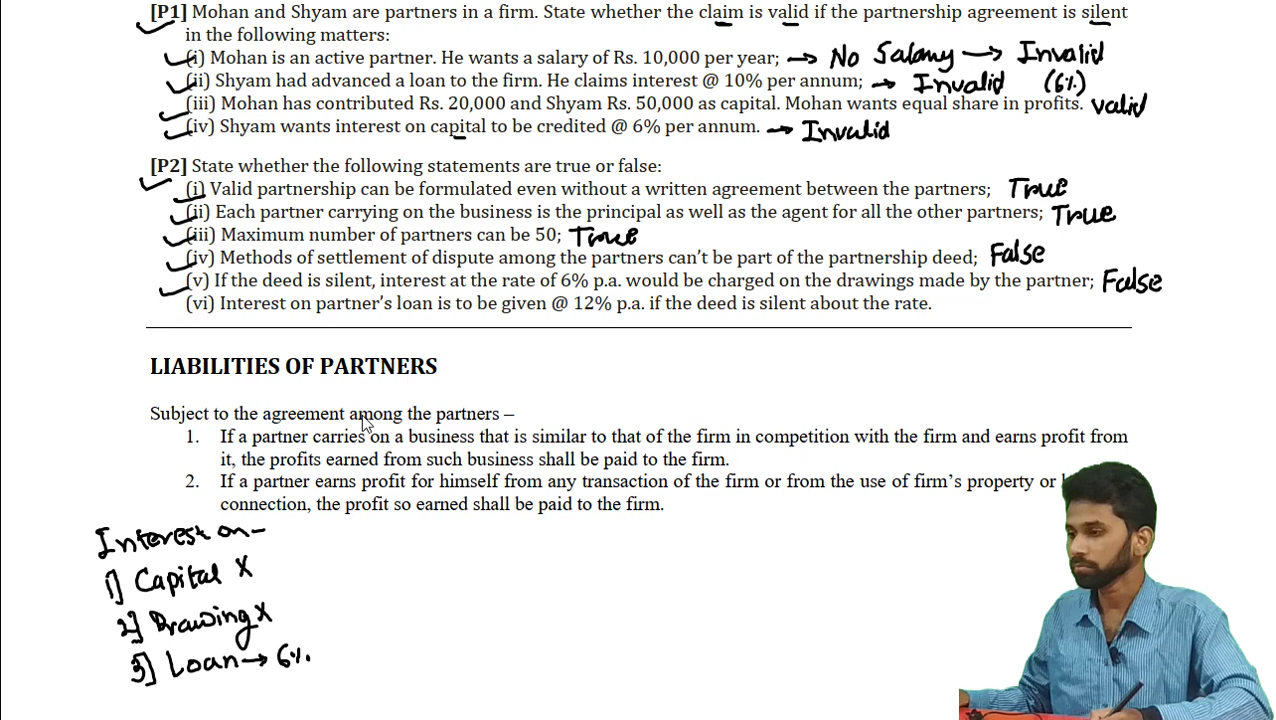 [P1] Mohan and Shyam are partners in a firm. State whether the claim is valid if the partnership agreement is silent
in the following matters:
(i) Mohan is an active partner. He wants a salary of Rs. 10,000 per year; → No Salary → Invalid
(ii) Shyam had advanced a loan to the firm. He claims interest @ 10% per annum; → Invalid (6%)
(iii) Mohan has contributed Rs. 20,000 and Shyam Rs. 50,000 as capital. Mohan wants equal share in profits. valid
(iv) Shyam wants interest on capital to be credited @ 6% per annum. → Invalid
[P2] State whether the following statements are true or false:
(i) Valid partnership can be formulated even without a written agreement between the partners; True
(ii) Each partner carrying on the business is the principal as well as the agent for all the other partners; True
(iii) Maximum number of partners can be 50; True
(iv) Methods of settlement of dispute among the partners can't be part of the partnership deed; False
(v) If the deed is silent, interest at the rate of 6% p.a. would be charged on the drawings made by the partner; False
(vi) Interest on partner's loan is to be given @ 12% p.a. if the deed is silent about the rate.
LIABILITIES OF PARTNERS
Subject to the agreement among the partners –
1. If a partner carries on a business that is similar to that of the firm in competition with the firm and earns profit from
it, the profits earned from such business shall be paid to the firm.
2. If a partner earns profit for himself from any transaction of the firm or from the use of firm's property or
connection, the profit so earned shall be paid to the firm.
Interest on –
1] Capital X
2] Drawing X
3] Loan → 6%